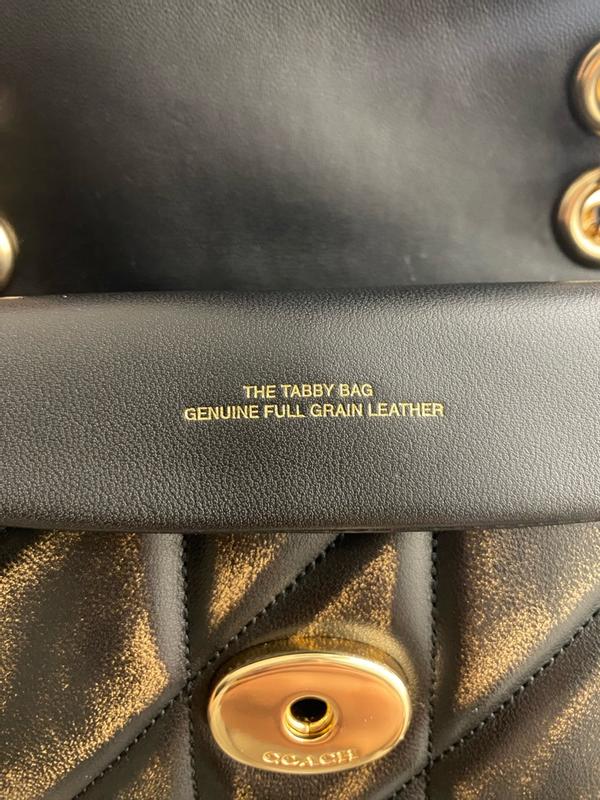 THE TABBY BAG
GENUINE FULL GRAIN LEATHER
COACH